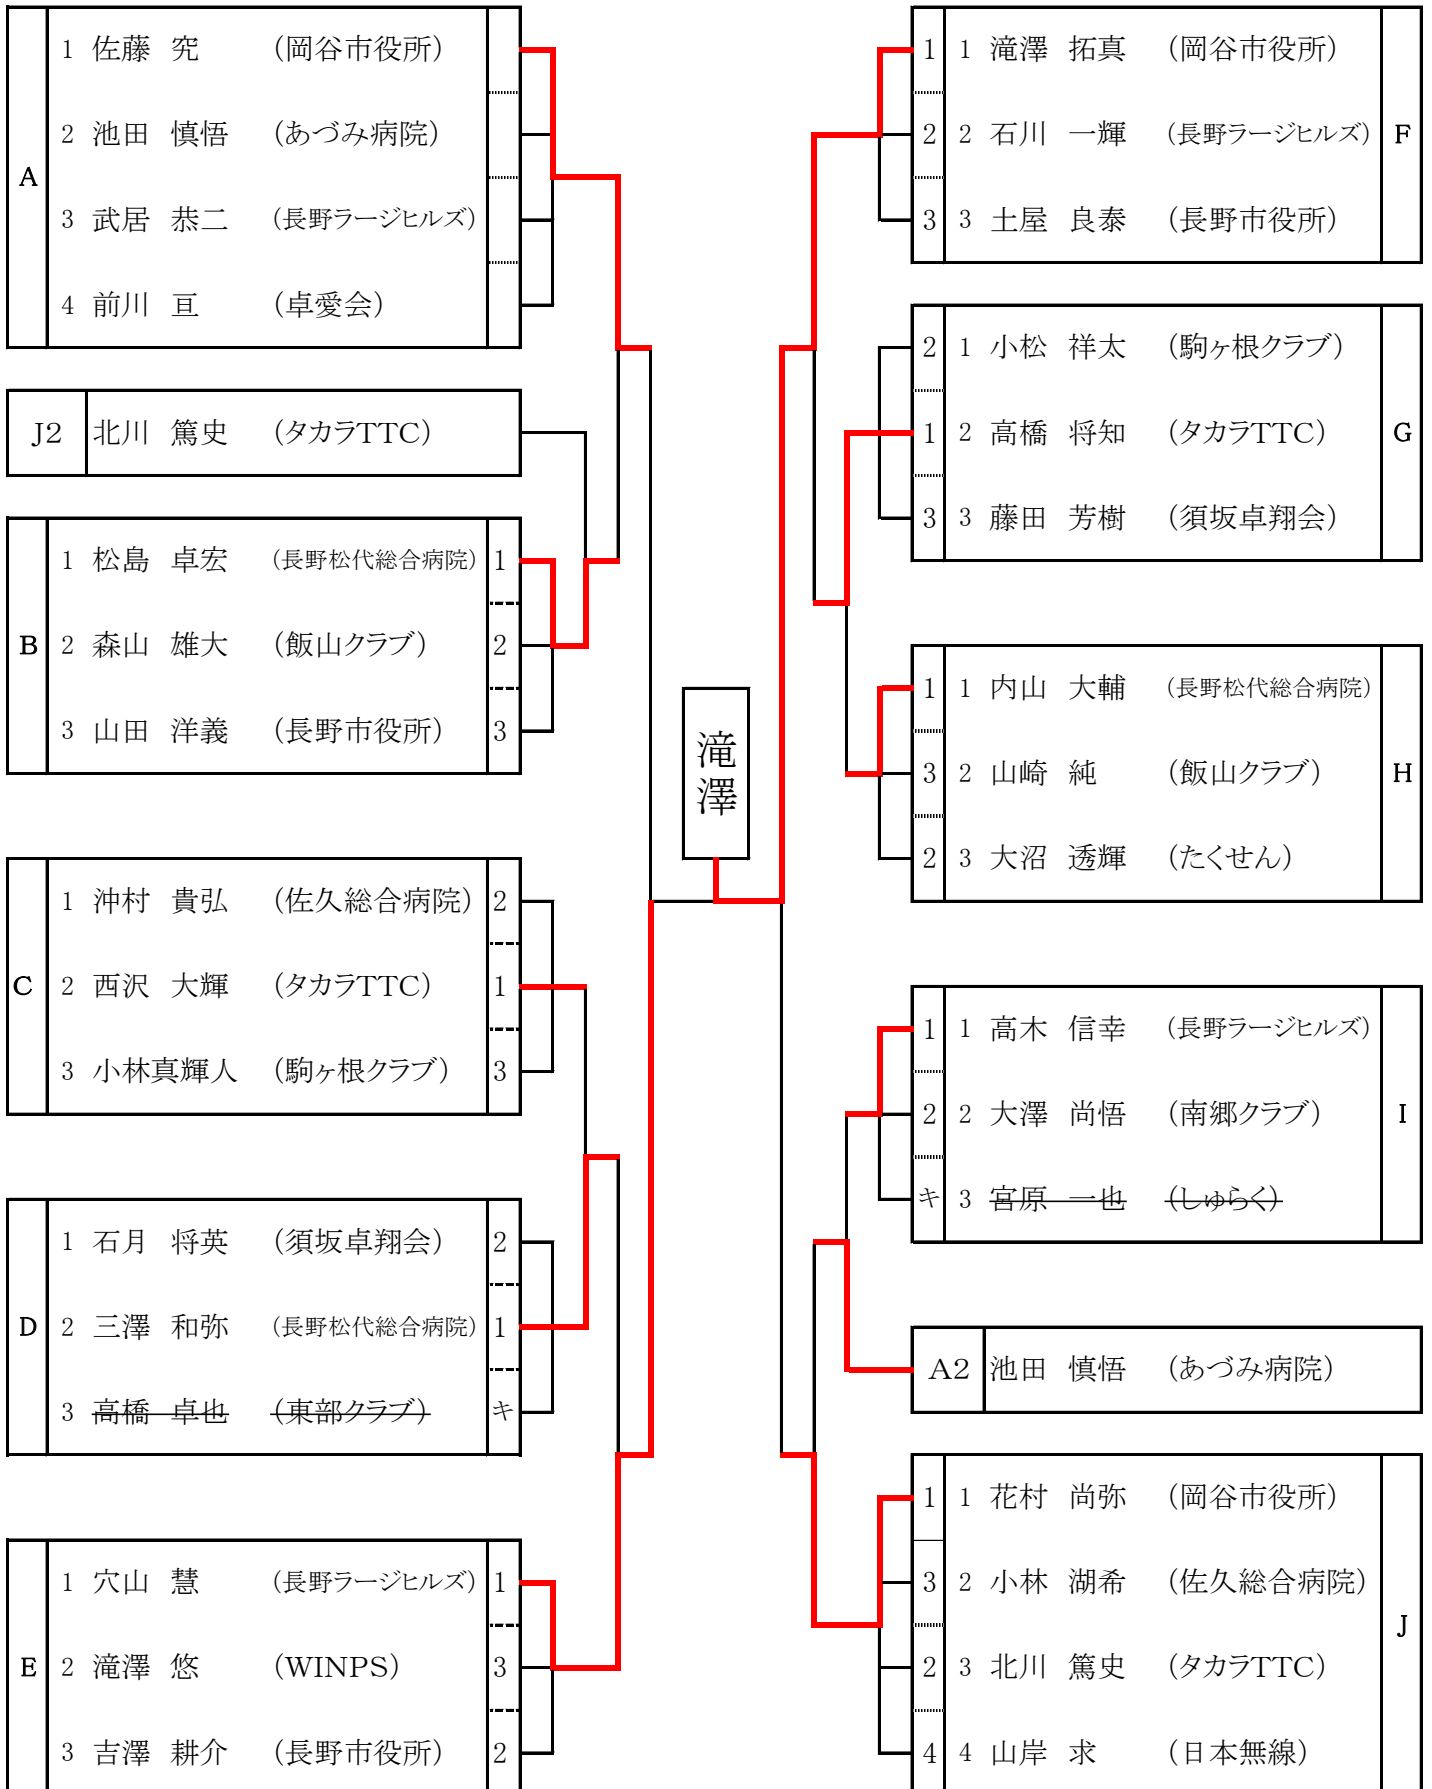 A
1 佐藤 究 (岡谷市役所)
2 池田 慎悟 (あづみ病院)
3 武居 恭二 (長野ラージヒルズ)
4 前川 亘 (卓愛会)
J2 北川 篤史 (タカラTTC)
B
1 松島 卓宏 (長野松代総合病院) 1
2 森山 雄大 (飯山クラブ) 2
3 山田 洋義 (長野市役所) 3
C
1 沖村 貴弘 (佐久総合病院) 2
2 西沢 大輝 (タカラTTC) 1
3 小林真輝人 (駒ヶ根クラブ) 3
D
1 石月 将英 (須坂卓翔会) 2
2 三澤 和弥 (長野松代総合病院) 1
3 高橋 卓也 (東部クラブ) キ
E
1 穴山 慧 (長野ラージヒルズ) 1
2 滝澤 悠 (WINPS) 3
3 吉澤 耕介 (長野市役所) 2
滝澤
1 1 滝澤 拓真 (岡谷市役所)
2 2 石川 一輝 (長野ラージヒルズ)
3 3 土屋 良泰 (長野市役所)
F
2 1 小松 祥太 (駒ヶ根クラブ)
1 2 高橋 将知 (タカラTTC)
3 3 藤田 芳樹 (須坂卓翔会)
G
1 1 内山 大輔 (長野松代総合病院)
3 2 山崎 純 (飯山クラブ)
2 3 大沼 透輝 (たくせん)
H
1 1 高木 信幸 (長野ラージヒルズ)
2 2 大澤 尚悟 (南郷クラブ)
キ 3 宮原 一也 (しゅらく)
I
A2 池田 慎悟 (あづみ病院)
1 1 花村 尚弥 (岡谷市役所)
3 2 小林 湖希 (佐久総合病院)
2 3 北川 篤史 (タカラTTC)
4 4 山岸 求 (日本無線)
J